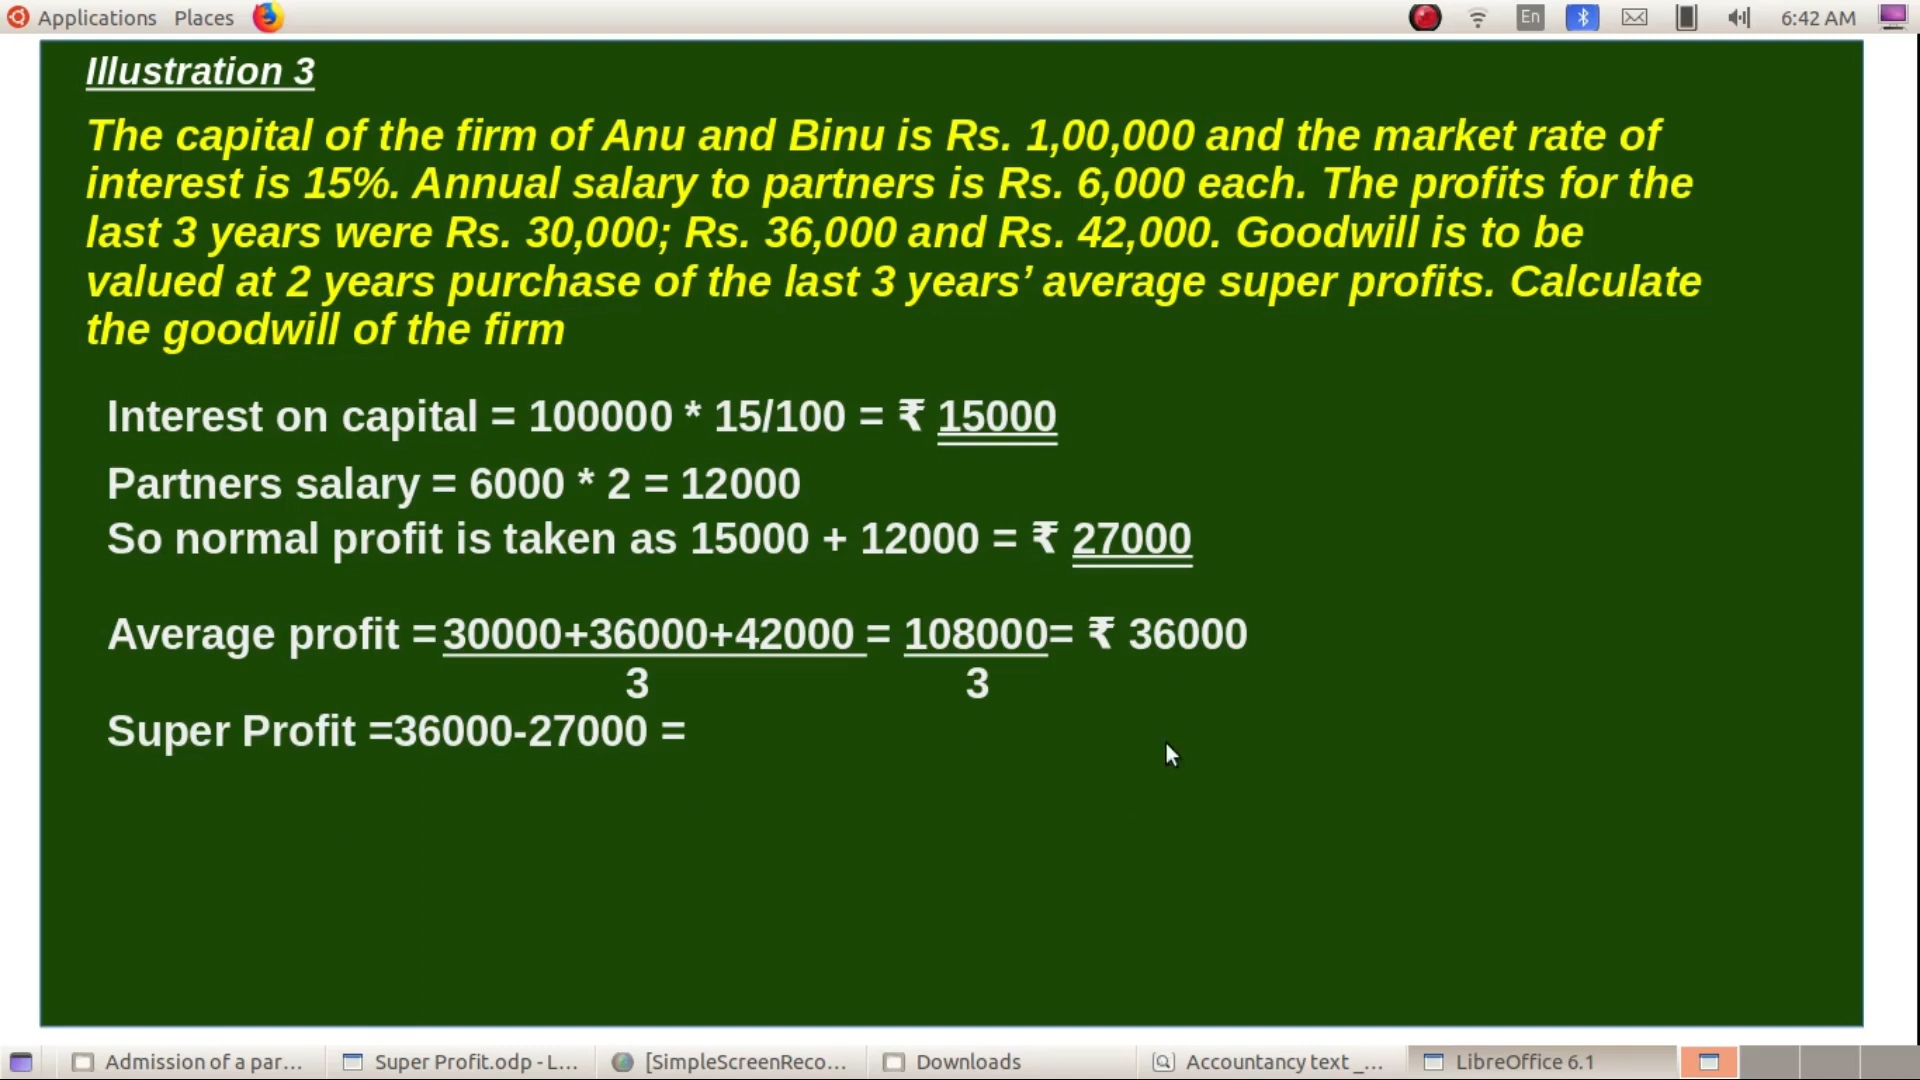 Applications Places En 6:42 AM
Illustration 3
The capital of the firm of Anu and Binu is Rs. 1,00,000 and the market rate of
interest is 15%. Annual salary to partners is Rs. 6,000 each. The profits for the
last 3 years were Rs. 30,000; Rs. 36,000 and Rs. 42,000. Goodwill is to be
valued at 2 years purchase of the last 3 years’ average super profits. Calculate
the goodwill of the firm
Interest on capital = 100000 * 15/100 = ₹ 15000
Partners salary = 6000 * 2 = 12000
So normal profit is taken as 15000 + 12000 = ₹ 27000
Average profit = 30000+36000+42000 = 108000= ₹ 36000
3 3
Super Profit =36000-27000 =
Admission of a par... Super Profit.odp - L... [SimpleScreenReco... Downloads Accountancy text _... LibreOffice 6.1